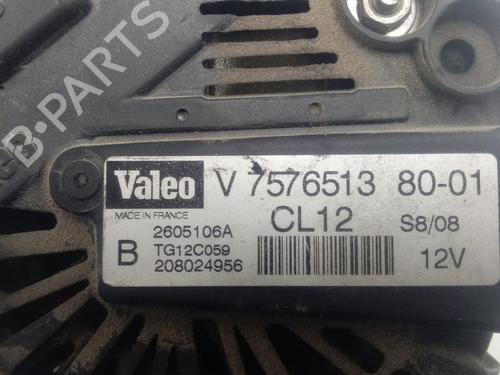 B-PARTS
Valeo V 7576513 80-01
MADE IN FRANCE
CL12 S8/08
2605106A
B TG12C059 12V
208024956